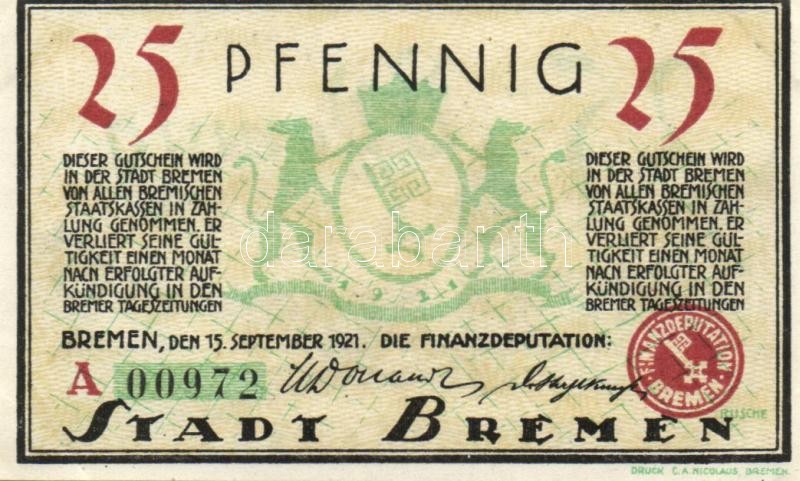 25 PFENNIG 25
DIESER GUTSCHEIN WIRD
IN DER STADT BREMEN
VON ALLEN BREMISCHEN
STAATSKASSEN IN ZAH-
LUNG GENOMMEN. ER
VERLIERT SEINE GÜL-
TIGKEIT EINEN MONAT
NACH ERFOLGTER AUF-
KÜNDIGUNG IN DEN
BREMER TAGESZEITUNGEN
DIESER GUTSCHEIN WIRD
IN DER STADT BREMEN
VON ALLEN BREMISCHEN
STAATSKASSEN IN ZAH-
LUNG GENOMMEN. ER
VERLIERT SEINE GÜL-
TIGKEIT EINEN MONAT
NACH ERFOLGTER AUF-
KÜNDIGUNG IN DEN
BREMER TAGESZEITUNGEN
darabanth
1921
BREMEN, DEN 15. SEPTEMBER 1921. DIE FINANZDEPUTATION:
A 00972
FINANZDEPUTATION
BREMEN
STADT BREMEN
DRUCK C.A. NICOLAUS, BREMEN.